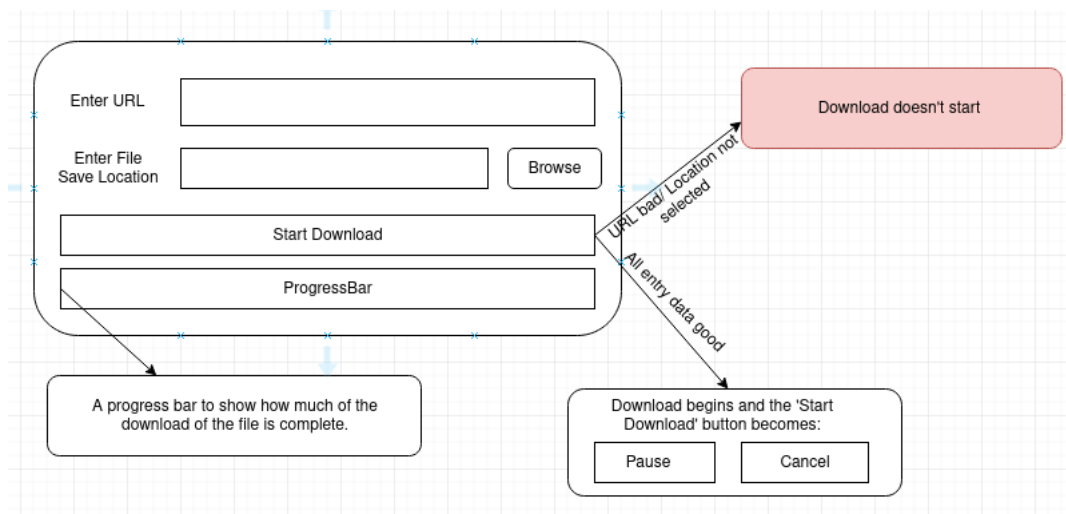 Enter URL
Enter File
Save Location
Browse
Start Download
ProgressBar
Download doesn't start
URL bad/ Location not
selected
All entry data good
A progress bar to show how much of the
download of the file is complete.
Download begins and the 'Start
Download' button becomes:
Pause
Cancel